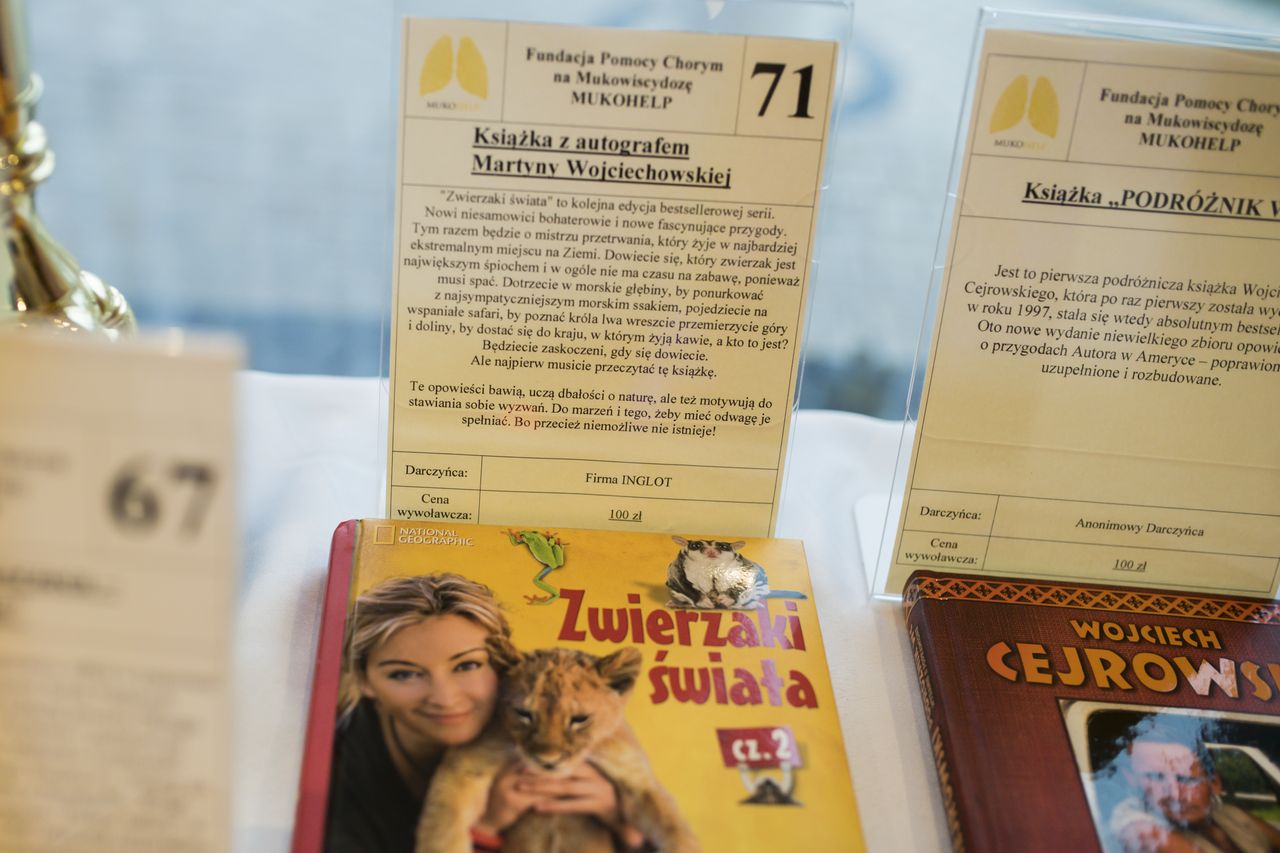 MUKOHELP
Fundacja Pomocy Chorym
na Mukowiscydozę
MUKOHELP
71
Książka z autografem
Martyny Wojciechowskiej
"Zwierzaki świata" to kolejna edycja bestsellerowej serii.
Nowi niesamowici bohaterowie i nowe fascynujące przygody.
Tym razem będzie o mistrzu przetrwania, który żyje w najbardziej
ekstremalnym miejscu na Ziemi. Dowiecie się, który zwierzak jest
największym śpiochem i w ogóle nie ma czasu na zabawę, ponieważ
musi spać. Dotrzecie w morskie głębiny, by ponurkować
z najsympatyczniejszym morskim ssakiem, pojedziecie na
wspaniałe safari, by poznać króla lwa wreszcie przemierzycie góry
i doliny, by dostać się do kraju, w którym żyją kawie, a kto to jest?
Będziecie zaskoczeni, gdy się dowiecie.
Ale najpierw musicie przeczytać tę książkę.
Te opowieści bawią, uczą dbałości o naturę, ale też motywują do
stawiania sobie wyzwań. Do marzeń i tego, żeby mieć odwagę je
spełniać. Bo przecież niemożliwe nie istnieje!
Darczyńca:
Firma INGLOT
Cena
wywoławcza:
100 zł
NATIONAL
GEOGRAPHIC
Zwierzaki
świata
cz.2
MUKOHELP
Fundacja Pomocy Chory
na Mukowiscydozę
MUKOHELP
Książka „PODRÓŻNIK W
Jest to pierwsza podróżnicza książka Wojci
Cejrowskiego, która po raz pierwszy została wy
w roku 1997, stała się wtedy absolutnym bestse
Oto nowe wydanie niewielkiego zbioru opowie
o przygodach Autora w Ameryce – poprawion
uzupełnione i rozbudowane.
Darczyńca:
Anonimowy Darczyńca
Cena
wywoławcza:
100 zł
WOJCIECH
CEJROWS
67